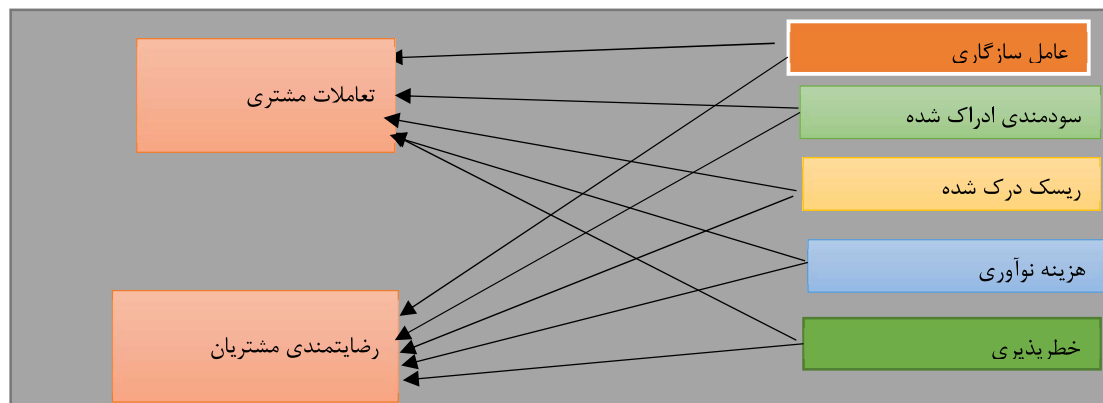 عامل سازگاری
تعاملات مشتری
سودمندی ادراک شده
ریسک درک شده
هزینه نوآوری
رضایتمندی مشتریان
خطرپذیری